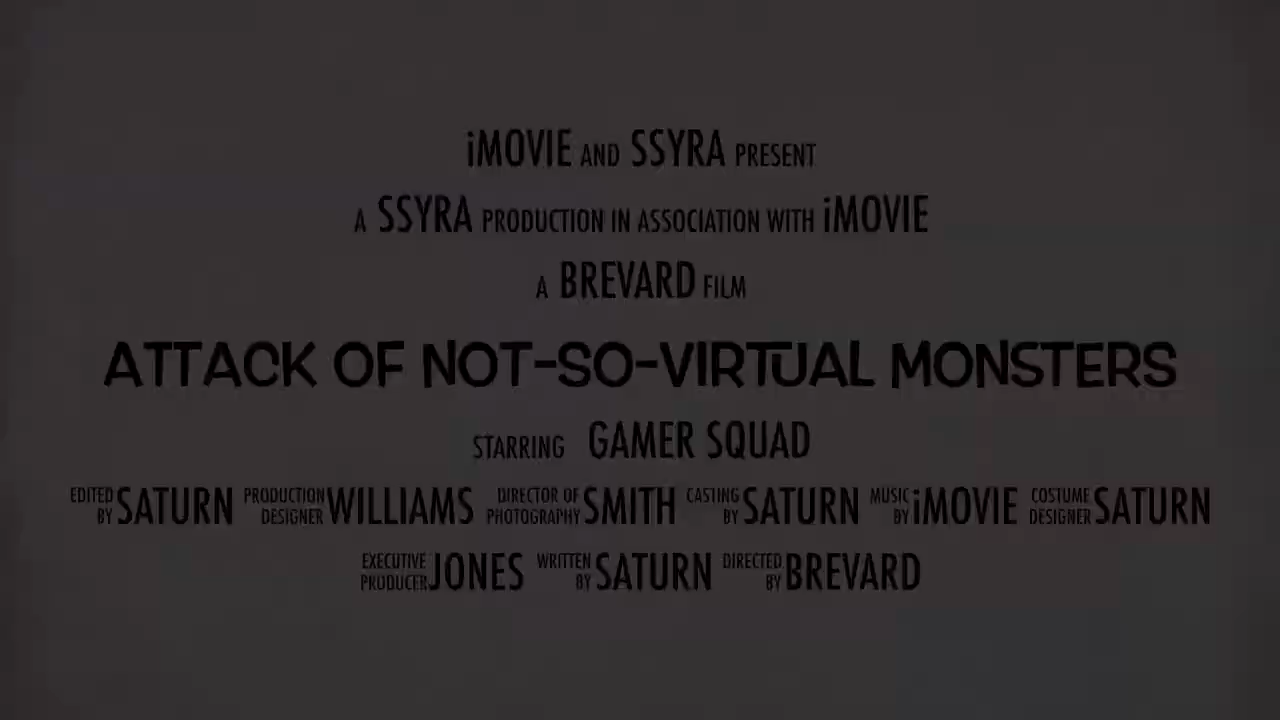 iMOVIE AND SSYRA PRESENT
A SSYRA PRODUCTION IN ASSOCIATION WITH iMOVIE
A BREVARD FILM
ATTACK OF NOT-SO-VIRTUAL MONSTERS
STARRING GAMER SQUAD
EDITED BY SATURN PRODUCTION DESIGNER WILLIAMS DIRECTOR OF PHOTOGRAPHY SMITH CASTING BY SATURN MUSIC BY iMOVIE COSTUME DESIGNER SATURN
EXECUTIVE PRODUCER JONES WRITTEN BY SATURN DIRECTED BY BREVARD